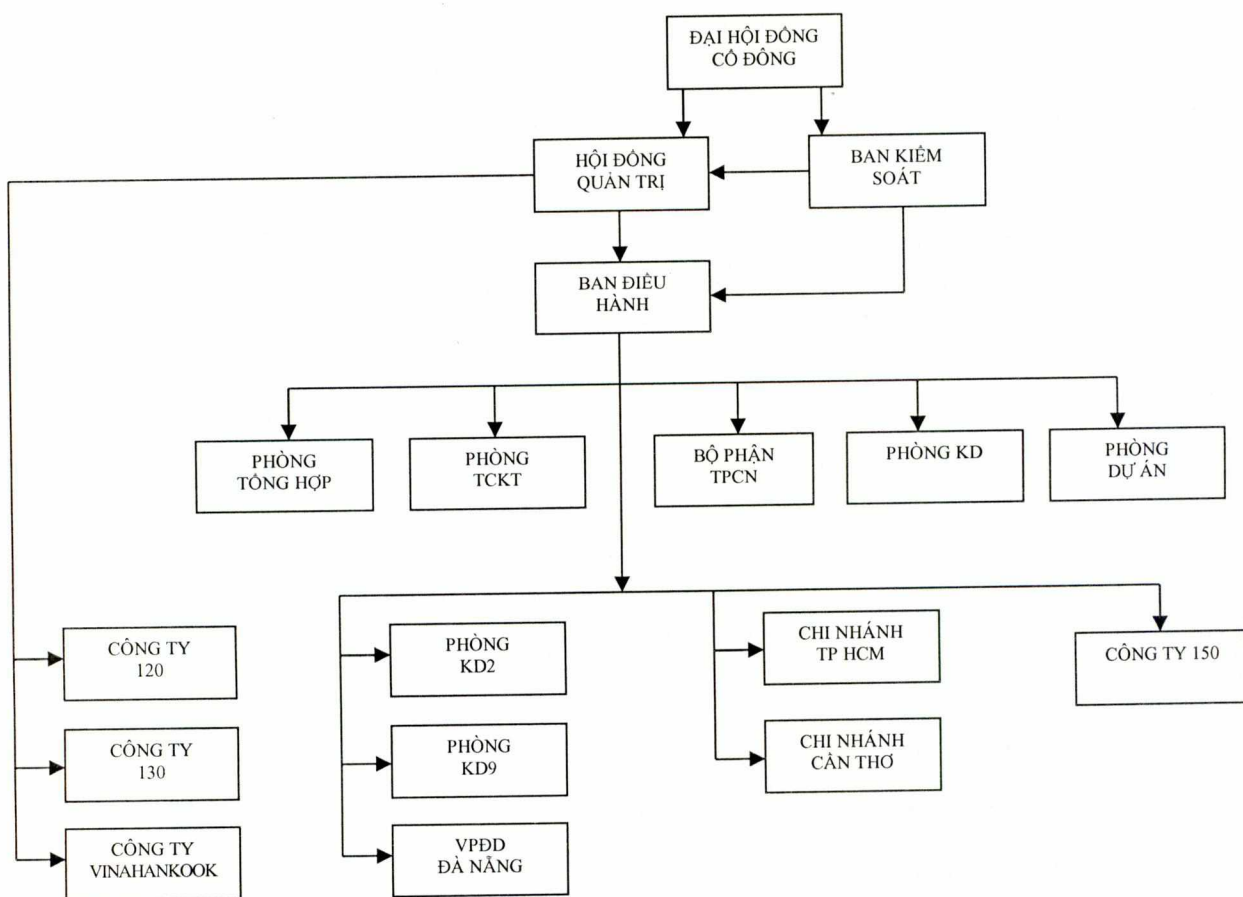 ĐẠI HỘI ĐỒNG
CỔ ĐÔNG
HỘI ĐỒNG
QUẢN TRỊ
BAN KIỂM
SOÁT
BAN ĐIỀU
HÀNH
PHÒNG
TỔNG HỢP
PHÒNG
TCKT
BỘ PHẬN
TPCN
PHÒNG KD
PHÒNG
DỰ ÁN
CÔNG TY
120
PHÒNG
KD2
CHI NHÁNH
TP HCM
CÔNG TY 150
CÔNG TY
130
PHÒNG
KD9
CHI NHÁNH
CẦN THƠ
CÔNG TY
VINAHANKOOK
VPĐD
ĐÀ NẴNG